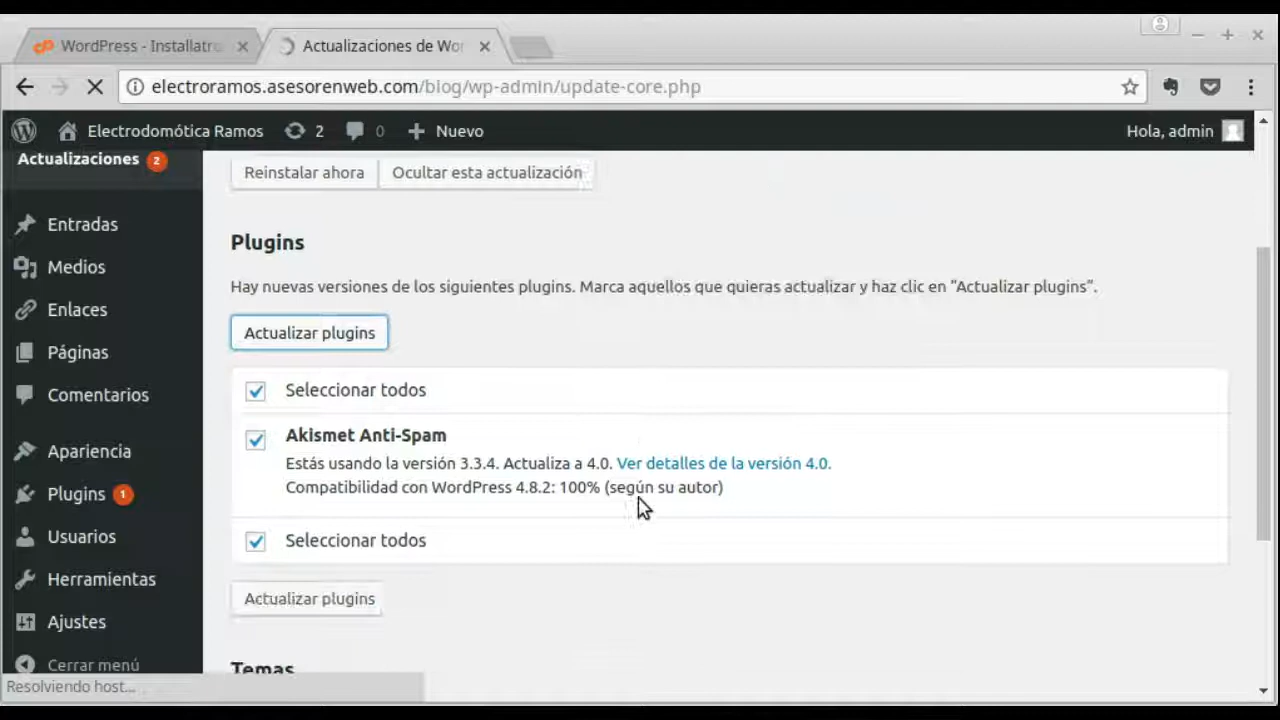 WordPress - Installatro
Actualizaciones de Wor
electroramos.asesorenweb.com/blog/wp-admin/update-core.php
Electrodomótica Ramos 2 0 Nuevo Hola, admin
Actualizaciones 2
Reinstalar ahora Ocultar esta actualización
Entradas
Medios
Enlaces
Páginas
Comentarios
Apariencia
Plugins 1
Usuarios
Herramientas
Ajustes
Cerrar menú
Plugins
Hay nuevas versiones de los siguientes plugins. Marca aquellos que quieras actualizar y haz clic en "Actualizar plugins".
Actualizar plugins
Seleccionar todos
Akismet Anti-Spam
Estás usando la versión 3.3.4. Actualiza a 4.0. Ver detalles de la versión 4.0.
Compatibilidad con WordPress 4.8.2: 100% (según su autor)
Seleccionar todos
Actualizar plugins
Temas
Resolviendo host...